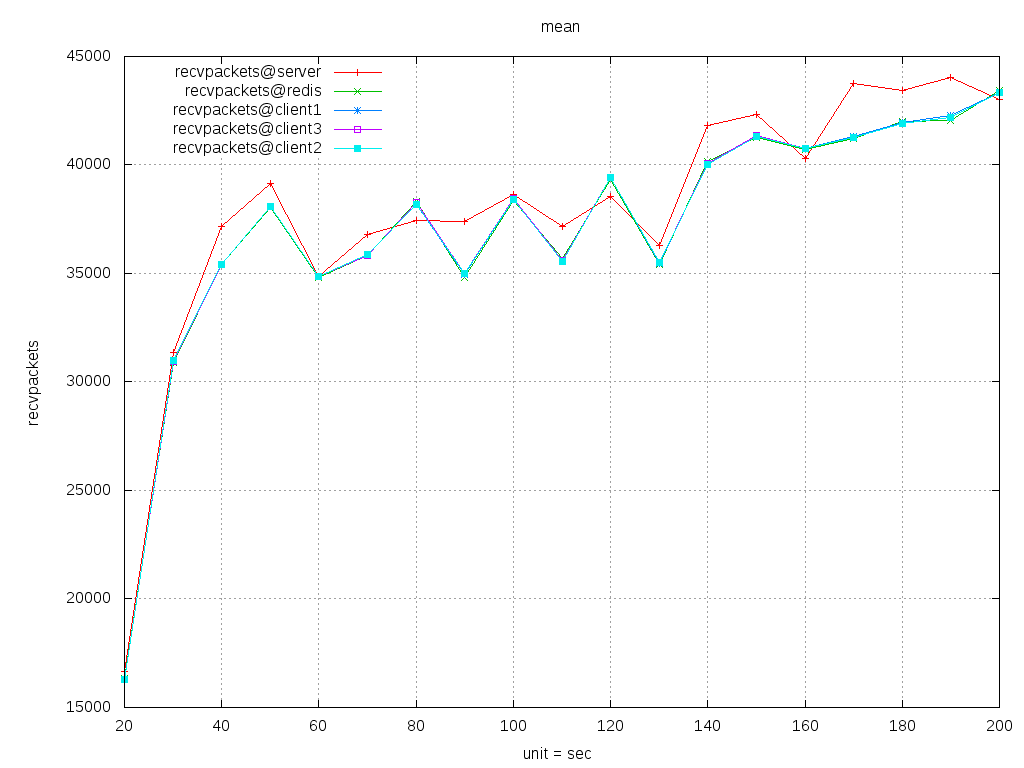 mean
45000
40000
35000
30000
25000
20000
15000
recvpackets@server
recvpackets@redis
recvpackets@client1
recvpackets@client3
recvpackets@client2
recvpackets
20 40 60 80 100 120 140 160 180 200
unit = sec